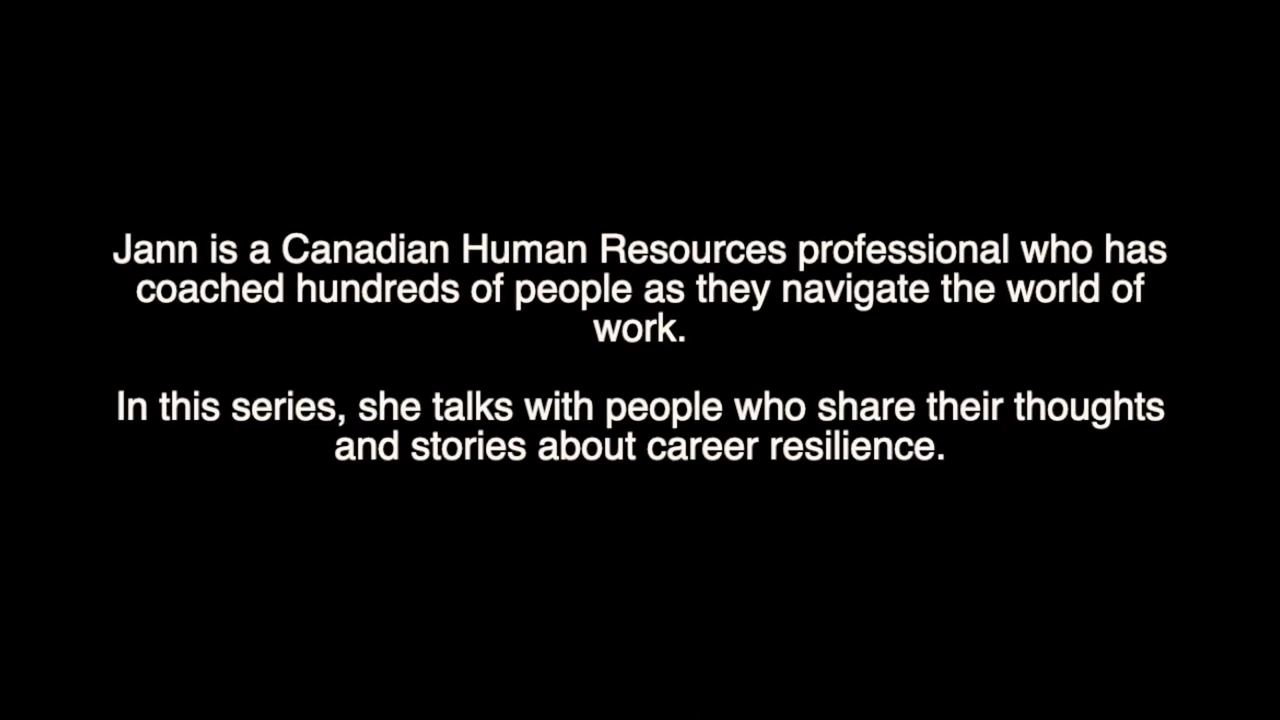 Jann is a Canadian Human Resources professional who has
coached hundreds of people as they navigate the world of
work.
In this series, she talks with people who share their thoughts
and stories about career resilience.